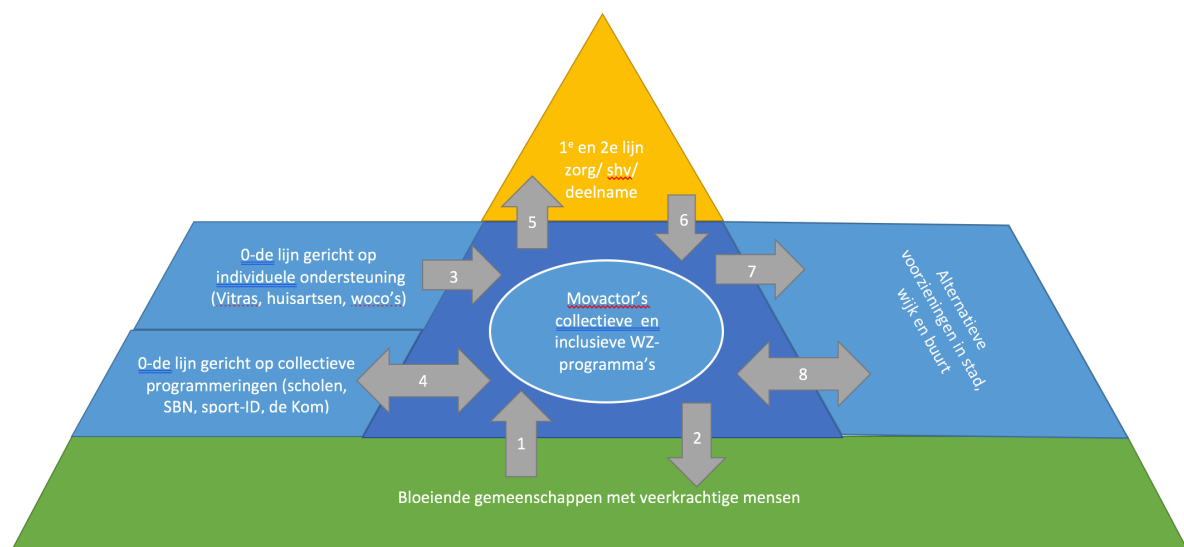 1e en 2e lijn
zorg/ shv/
deelname
5
6
0-de lijn gericht op
individuele ondersteuning
(Vitras, huisartsen, woco's)
3
7
Alternatieve
voorzieningen in stad,
wijk en buurt
Movactor's
collectieve en
inclusieve WZ-
programma's
0-de lijn gericht op collectieve
programmeringen (scholen,
SBN, sport-ID, de Kom)
4
8
1
2
Bloeiende gemeenschappen met veerkrachtige mensen